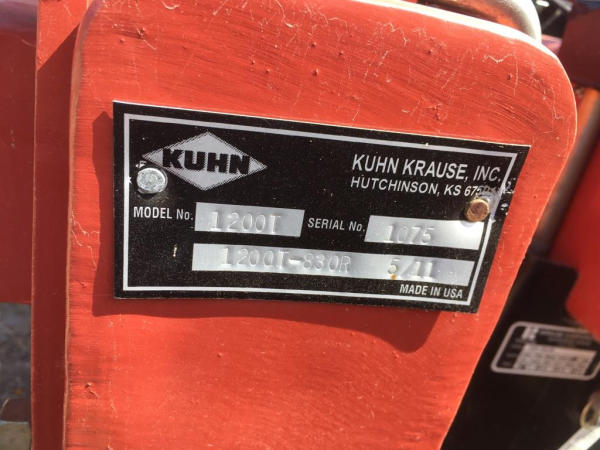 KUHN
KUHN KRAUSE, INC.
HUTCHINSON, KS
MODEL No. 1200T SERIAL No. 1075
1200T-830R 5/11
MADE IN USA